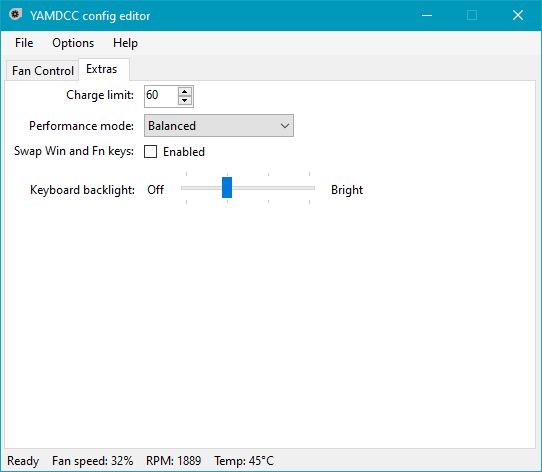 YAMDCC config editor
File Options Help
Fan Control Extras
Charge limit: 60
Performance mode: Balanced
Swap Win and Fn keys: Enabled
Keyboard backlight: Off Bright
Ready Fan speed: 32% RPM: 1889 Temp: 45°C